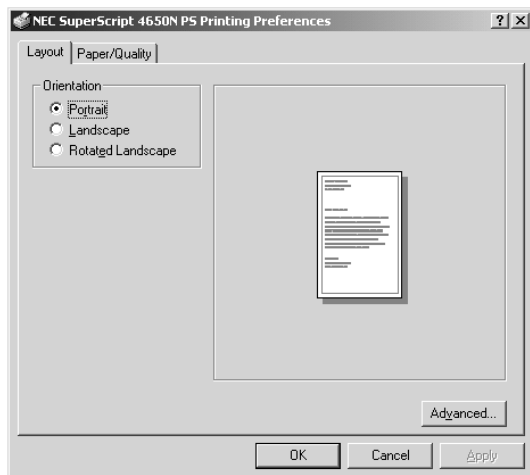 NEC SuperScript 4650N PS Printing Preferences
Layout
Paper/Quality
Orientation
Portrait
Landscape
Rotated Landscape
Advanced...
OK
Cancel
Apply